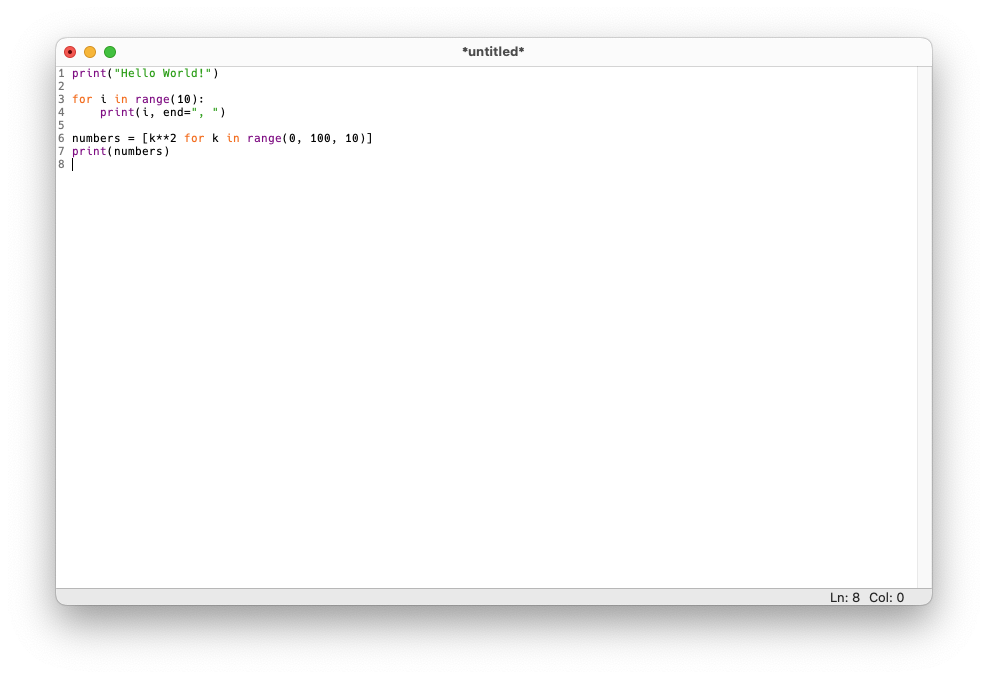 *untitled*
1 print("Hello World!")
2
3 for i in range(10):
4     print(i, end=", ")
5
6 numbers = [k**2 for k in range(0, 100, 10)]
7 print(numbers)
8
Ln: 8 Col: 0